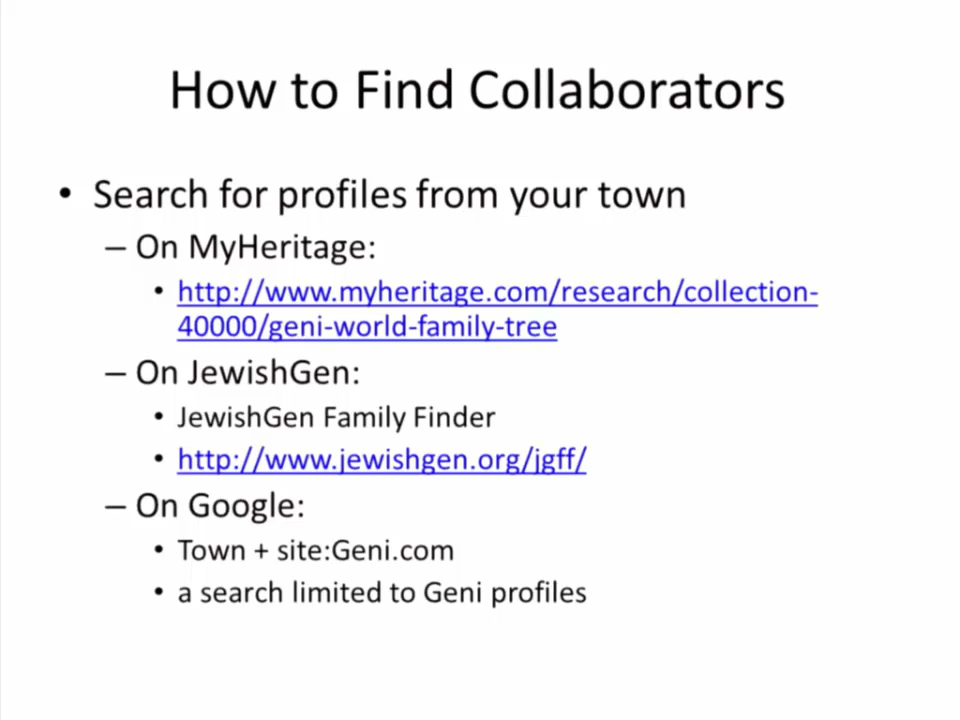 How to Find Collaborators
• Search for profiles from your town
– On MyHeritage:
• http://www.myheritage.com/research/collection-
40000/geni-world-family-tree
– On JewishGen:
• JewishGen Family Finder
• http://www.jewishgen.org/jgff/
– On Google:
• Town + site:Geni.com
• a search limited to Geni profiles